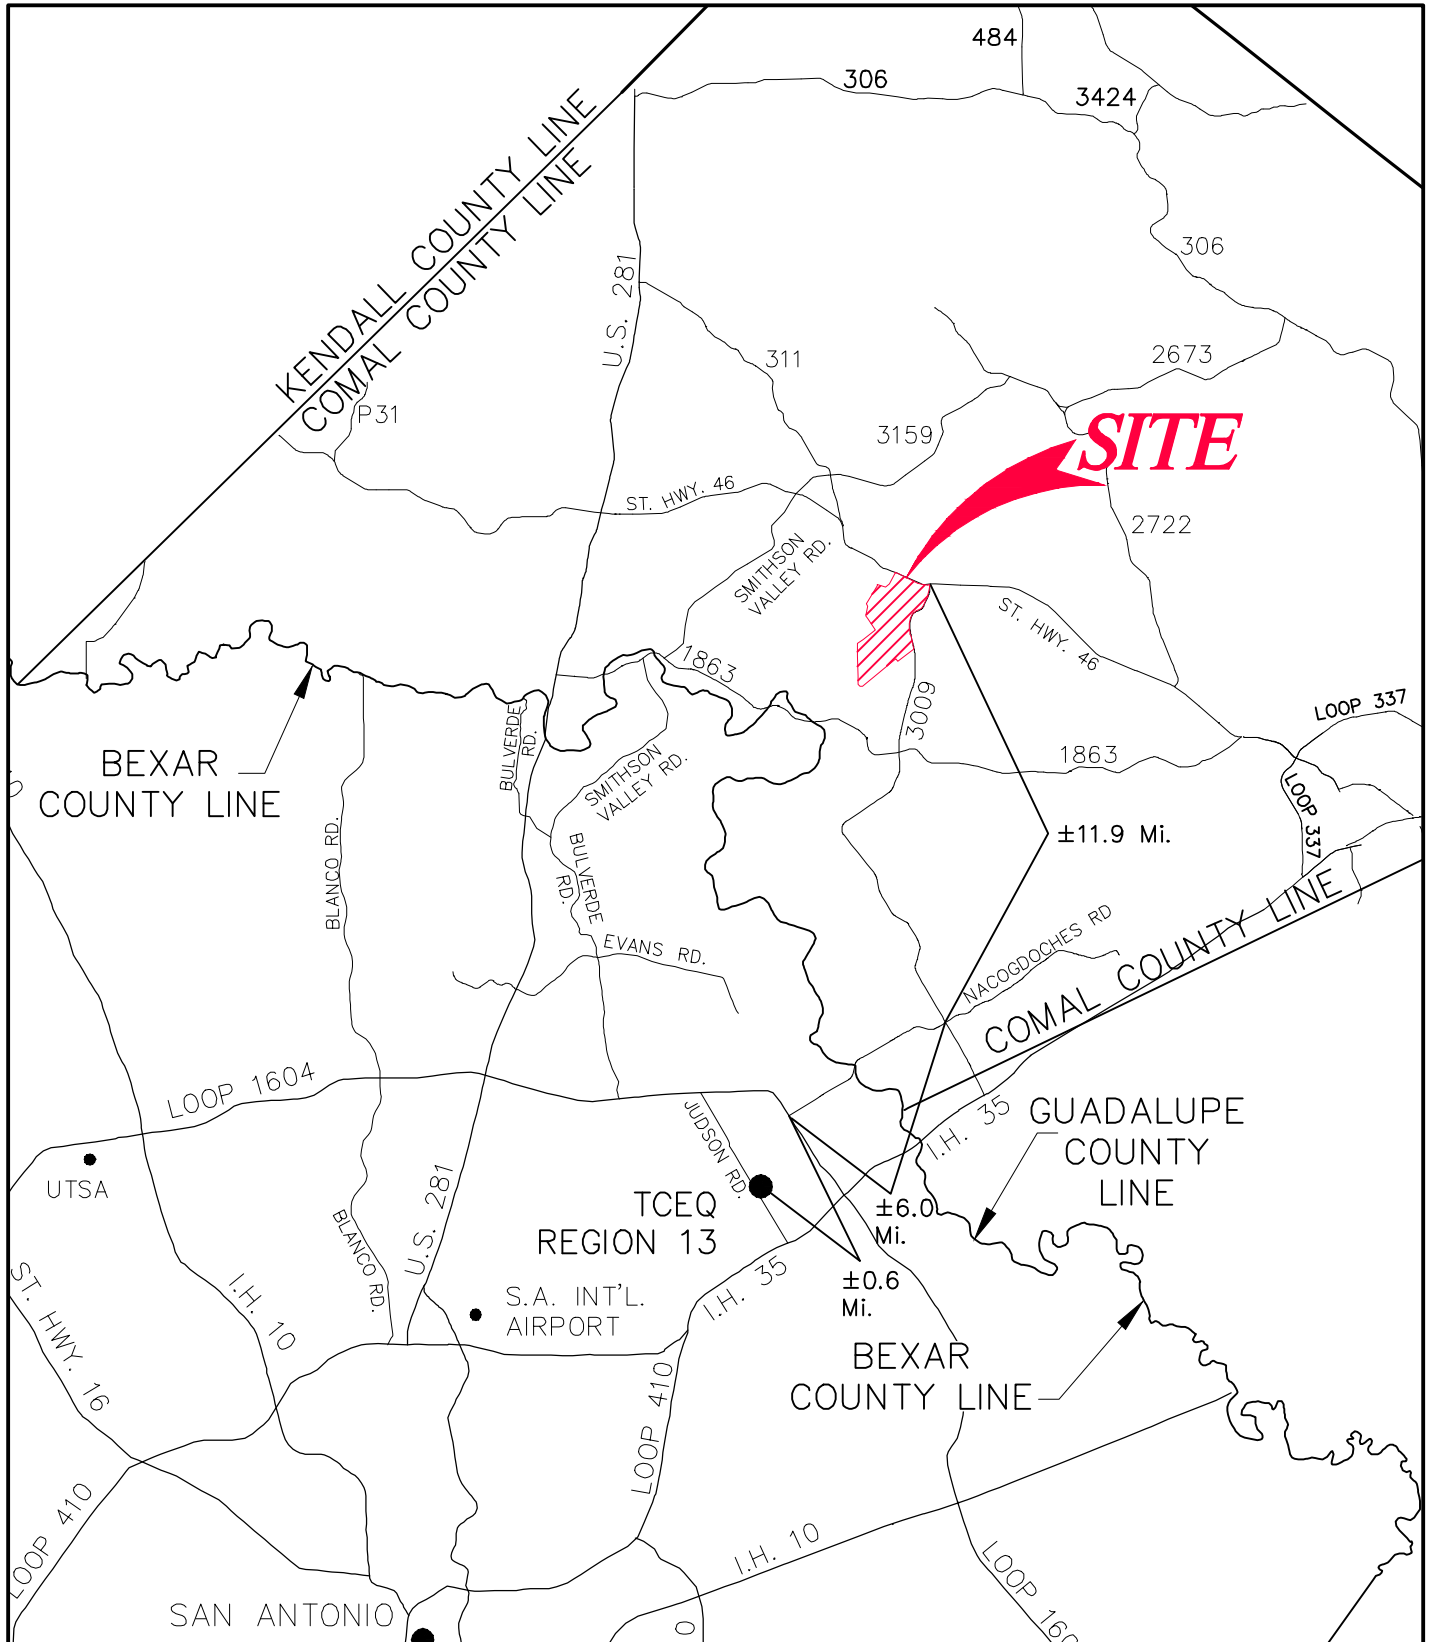 484
306
3424
KENDALL COUNTY LINE
COMAL COUNTY LINE
306
U.S. 281
311
2673
P31
3159
SITE
ST. HWY. 46
2722
SMITHSON
VALLEY RD.
ST. HWY. 46
1863
3009
LOOP 337
BULVERDE
RD.
BEXAR
COUNTY LINE
SMITHSON
VALLEY RD.
1863
LOOP 337
BLANCO RD.
±11.9 Mi.
BULVERDE
RD.
EVANS RD.
NACOGDOCHES RD
COMAL COUNTY LINE
LOOP 1604
JUDSON RD.
I.H. 35
GUADALUPE
COUNTY
LINE
UTSA
U.S. 281
TCEQ
REGION 13
±6.0
Mi.
BLANCO RD.
ST. HWY. 16
I.H. 10
S.A. INT'L.
AIRPORT
I.H. 35
±0.6
Mi.
BEXAR
COUNTY LINE
LOOP 410
LOOP 410
I.H. 10
LOOP 160
SAN ANTONIO
0